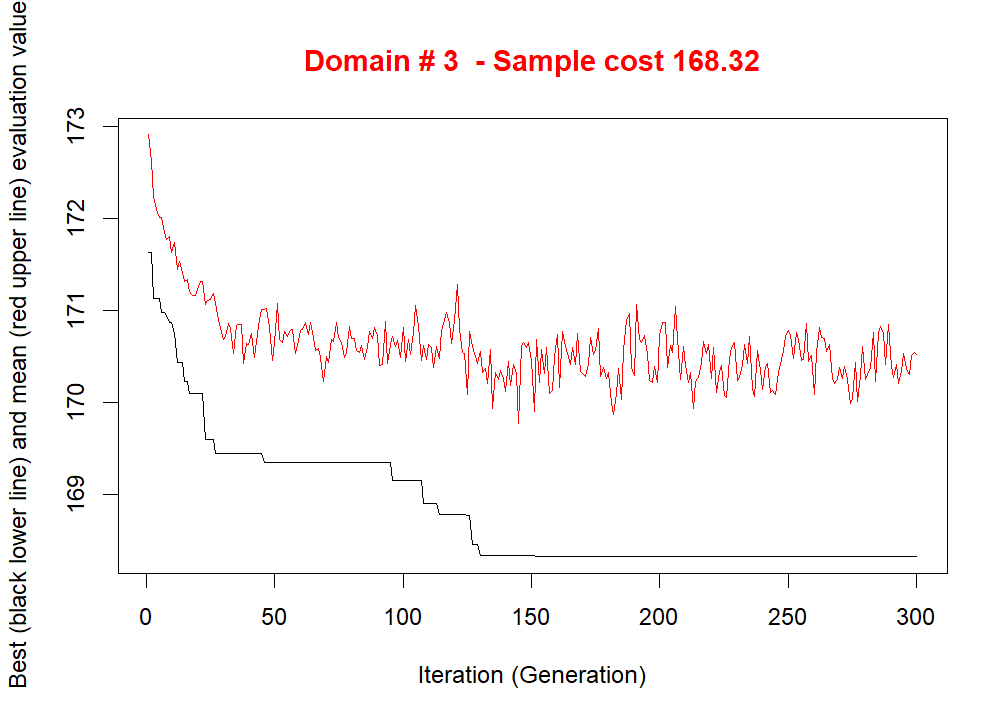 Domain # 3  - Sample cost 168.32
Best (black lower line) and mean (red upper line) evaluation value
173
172
171
170
169
0 50 100 150 200 250 300
Iteration (Generation)